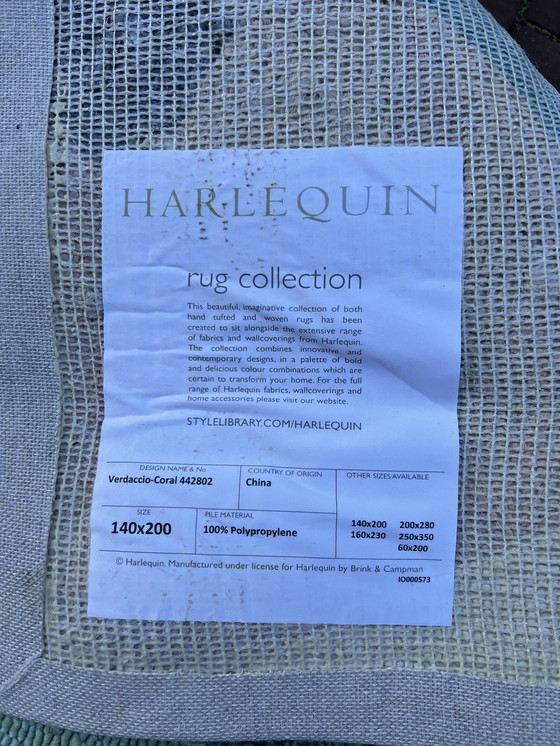 HARLEQUIN
rug collection
This beautiful, imaginative collection of both
hand tufted and woven rugs has been
created to sit alongside the extensive range
of fabrics and wallcoverings from Harlequin.
The collection combines innovative and
contemporary designs, in a palette of bold
and delicious colour combinations which are
certain to transform your home. For the full
range of Harlequin fabrics, wallcoverings and
home accessories please visit our website.
STYLELIBRARY.COM/HARLEQUIN
DESIGN NAME & No
Verdaccio-Coral 442802
COUNTRY OF ORIGIN
China
OTHER SIZES AVAILABLE
SIZE
140x200
PILE MATERIAL
100% Polypropylene
140x200 200x280
160x230 250x350
60x200
© Harlequin. Manufactured under license for Harlequin by Brink & Campman
IO000573